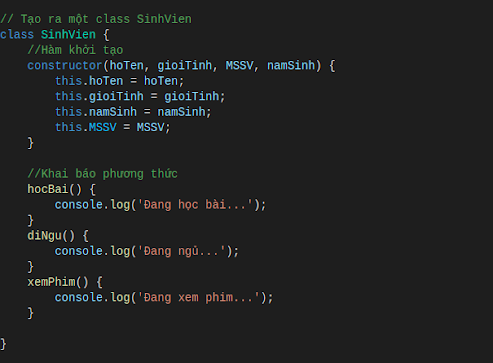 // Tạo ra một class SinhVien
class SinhVien {
//Hàm khởi tạo
constructor(hoTen, gioiTinh, MSSV, namSinh) {
this.hoTen = hoTen;
this.gioiTinh = gioiTinh;
this.namSinh = namSinh;
this.MSSV = MSSV;
}
//Khai báo phương thức
hocBai() {
console.log('Đang học bài...');
}
diNgu() {
console.log('Đang ngủ...');
}
xemPhim() {
console.log('Đang xem phim...');
}
}